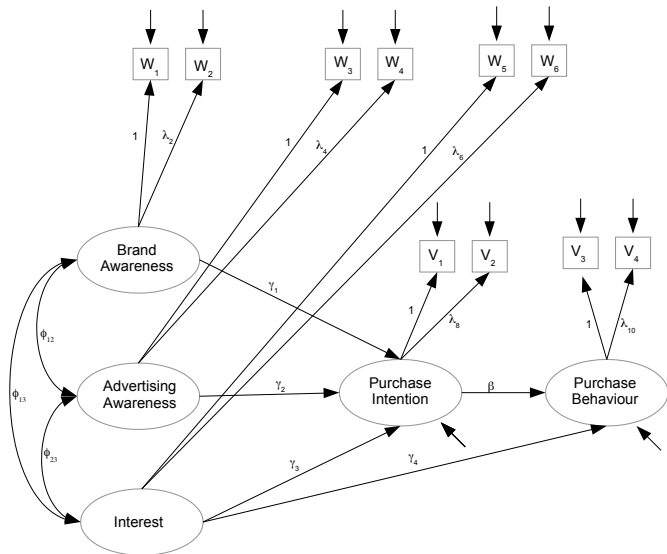 W₁ W₂ W₃ W₄ W₅ W₆
1 λ₂ 1 λ₄ 1 λ₆
Brand
Awareness
V₁ V₂ V₃ V₄
γ₁
1 λ₈ 1 λ₁₀
ϕ₁₂
ϕ₁₃
Advertising
Awareness
γ₂
Purchase
Intention
β
Purchase
Behaviour
ϕ₂₃
γ₃
γ₄
Interest